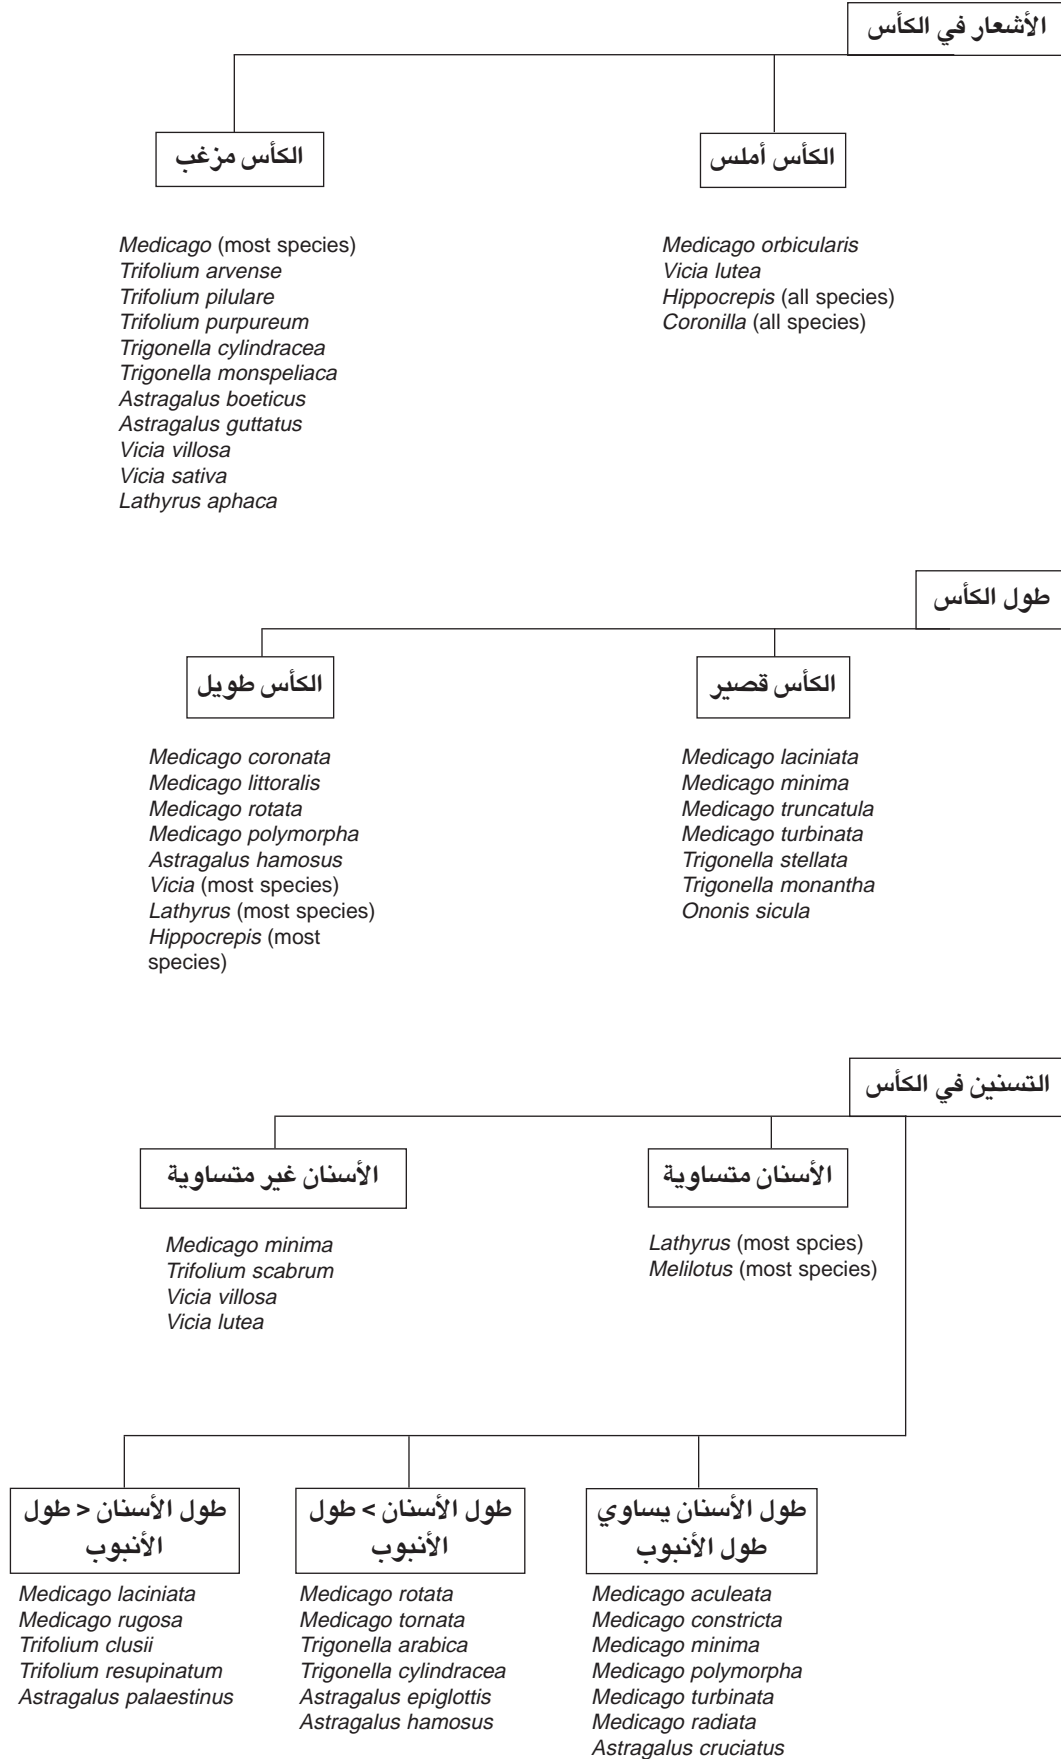 الأشعار في الكأس
الكأس أملس
Medicago orbicularis
Vicia lutea
Hippocrepis (all species)
Coronilla (all species)
الكأس مزغب
Medicago (most species)
Trifolium arvense
Trifolium pilulare
Trifolium purpureum
Trigonella cylindracea
Trigonella monspeliaca
Astragalus boeticus
Astragalus guttatus
Vicia villosa
Vicia sativa
Lathyrus aphaca
طول الكأس
الكأس قصير
Medicago laciniata
Medicago minima
Medicago truncatula
Medicago turbinata
Trigonella stellata
Trigonella monantha
Ononis sicula
الكأس طويل
Medicago coronata
Medicago littoralis
Medicago rotata
Medicago polymorpha
Astragalus hamosus
Vicia (most species)
Lathyrus (most species)
Hippocrepis (most
species)
التسنين في الكأس
الأسنان متساوية
Lathyrus (most spcies)
Melilotus (most species)
الأسنان غير متساوية
Medicago minima
Trifolium scabrum
Vicia villosa
Vicia lutea
طول الأسنان يساوي
طول الأنبوب
Medicago aculeata
Medicago constricta
Medicago minima
Medicago polymorpha
Medicago turbinata
Medicago radiata
Astragalus cruciatus
طول الأسنان < طول
الأنبوب
Medicago rotata
Medicago tornata
Trigonella arabica
Trigonella cylindracea
Astragalus epiglottis
Astragalus hamosus
طول الأسنان > طول
الأنبوب
Medicago laciniata
Medicago rugosa
Trifolium clusii
Trifolium resupinatum
Astragalus palaestinus